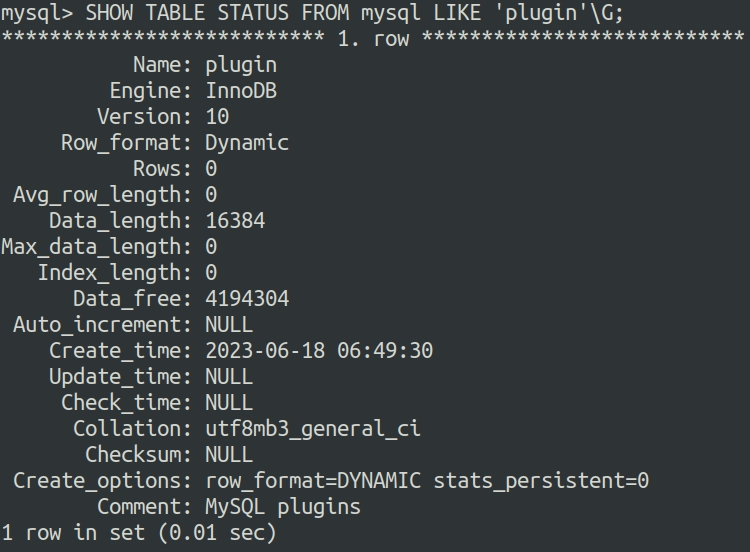 mysql> SHOW TABLE STATUS FROM mysql LIKE 'plugin'\G;
*************************** 1. row ***************************
Name: plugin
Engine: InnoDB
Version: 10
Row_format: Dynamic
Rows: 0
Avg_row_length: 0
Data_length: 16384
Max_data_length: 0
Index_length: 0
Data_free: 4194304
Auto_increment: NULL
Create_time: 2023-06-18 06:49:30
Update_time: NULL
Check_time: NULL
Collation: utf8mb3_general_ci
Checksum: NULL
Create_options: row_format=DYNAMIC stats_persistent=0
Comment: MySQL plugins
1 row in set (0.01 sec)